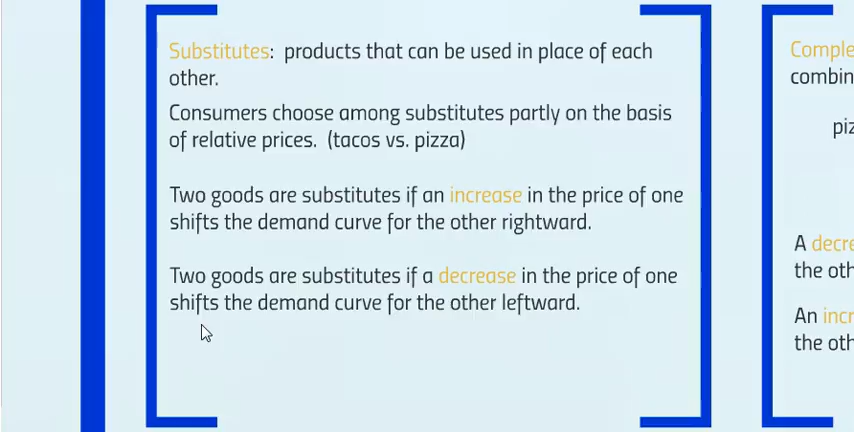 Substitutes:  products that can be used in place of each
other.
Consumers choose among substitutes partly on the basis
of relative prices.  (tacos vs. pizza)
Two goods are substitutes if an increase in the price of one
shifts the demand curve for the other rightward.
Two goods are substitutes if a decrease in the price of one
shifts the demand curve for the other leftward.
A
the
An
the